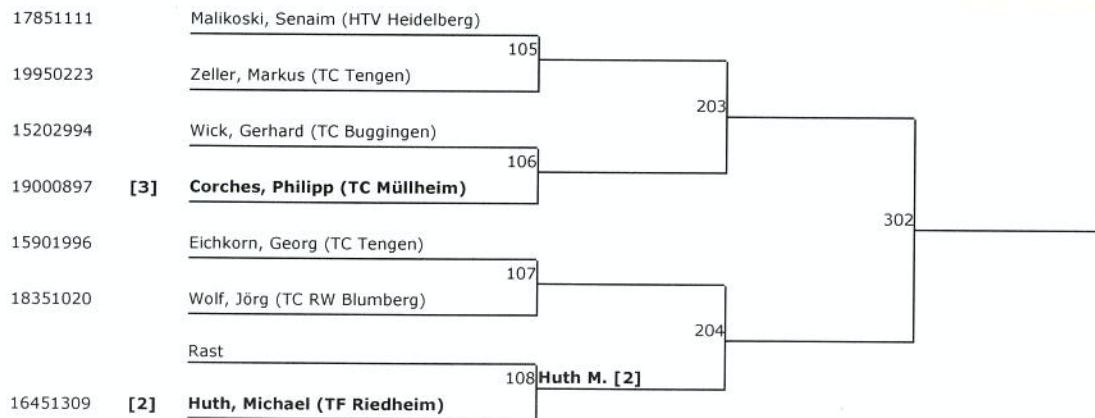 17851111 Malikoski, Senaim (HTV Heidelberg)
105
19950223 Zeller, Markus (TC Tengen)
203
15202994 Wick, Gerhard (TC Buggingen)
106
19000897 [3] Corches, Philipp (TC Müllheim)
302
15901996 Eichkorn, Georg (TC Tengen)
107
18351020 Wolf, Jörg (TC RW Blumberg)
204
Rast
108 Huth M. [2]
16451309 [2] Huth, Michael (TF Riedheim)